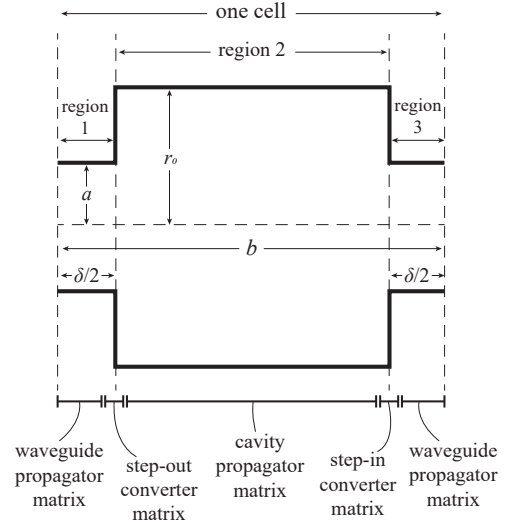 one cell
region 2
region
1
region
3
rₒ
a
b
δ/2
δ/2
waveguide
propagator
matrix
step-out
converter
matrix
cavity
propagator
matrix
step-in
converter
matrix
waveguide
propagator
matrix